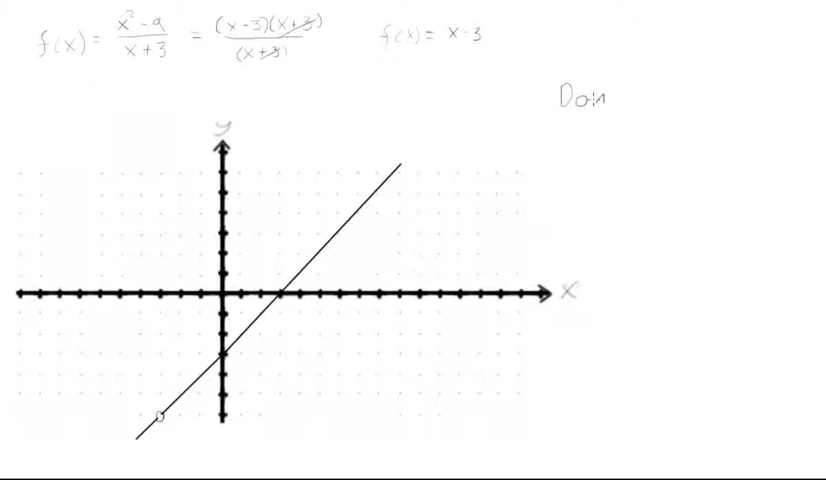 f(x) = x² - 9 / x + 3 = (x - 3)(x + 3) / (x + 3) f(x) = x - 3
Dom
y
x